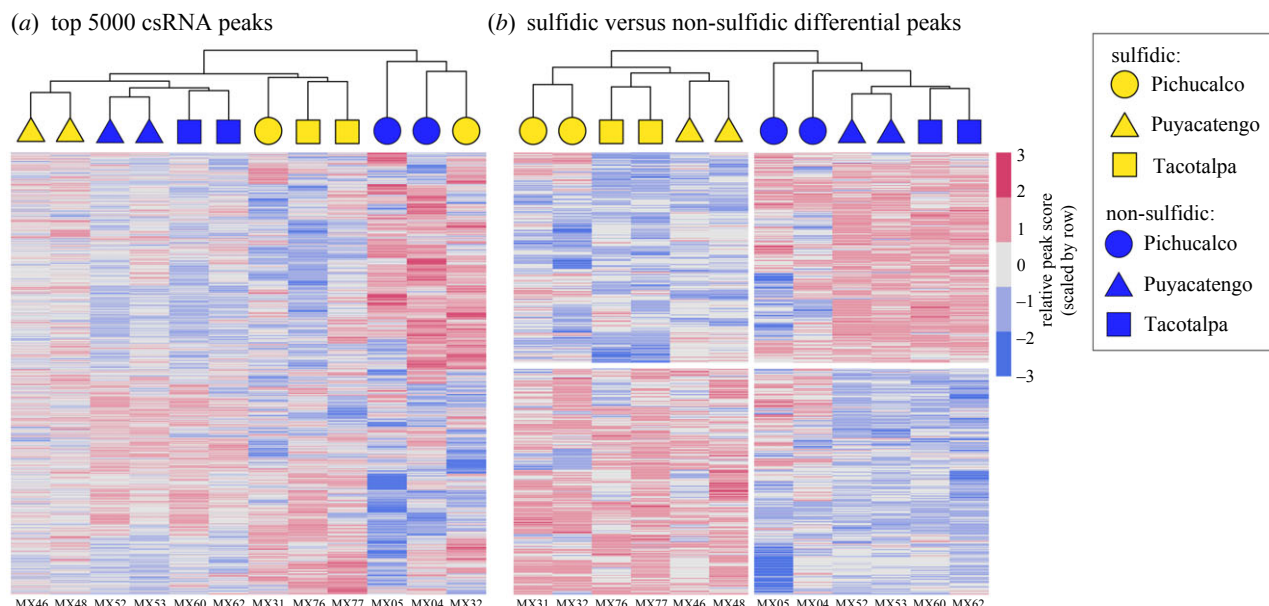 (a) top 5000 csRNA peaks
(b) sulfidic versus non-sulfidic differential peaks
sulfidic:
Pichucalco
Puyacatengo
Tacotalpa
non-sulfidic:
Pichucalco
Puyacatengo
Tacotalpa
3
2
1
0
–1
–2
–3
relative peak score
(scaled by row)
MX46 MX48 MX52 MX53 MX60 MX62 MX31 MX76 MX77 MX05 MX04 MX32
MX31 MX32 MX76 MX77 MX46 MX48 MX05 MX04 MX52 MX53 MX60 MX62